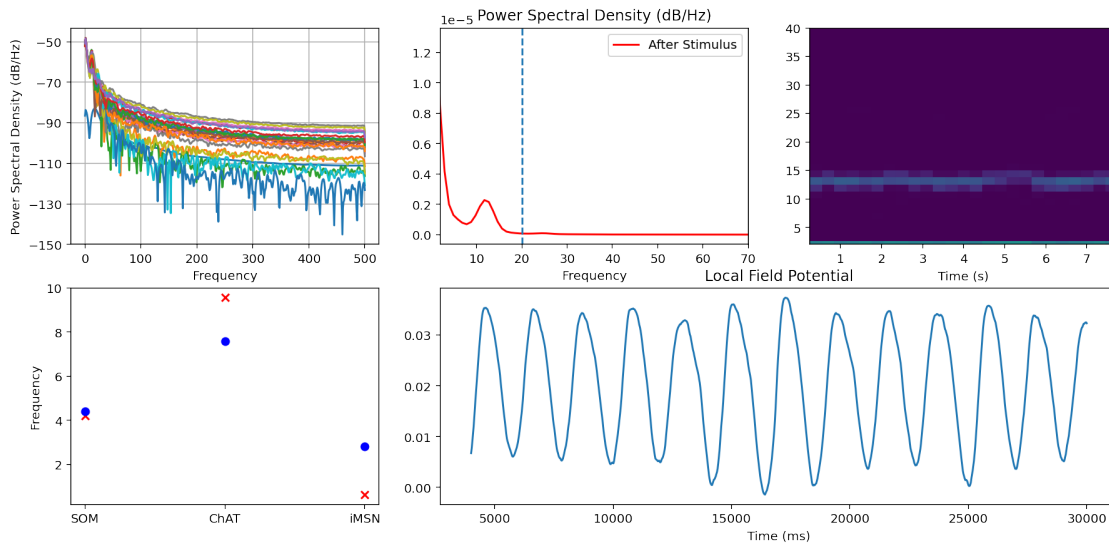 Power Spectral Density (dB/Hz)
1e−5
−50
−70
−90
−110
−130
−150
Power Spectral Density (dB/Hz)
0 100 200 300 400 500
Frequency
After Stimulus
1.2
1.0
0.8
0.6
0.4
0.2
0.0
10 20 30 40 50 60 70
Frequency
40
35
30
25
20
15
10
5
1 2 3 4 5 6 7
Time (s)
10
8
6
4
2
Frequency
SOM ChAT iMSN
Local Field Potential
0.03
0.02
0.01
0.00
5000 10000 15000 20000 25000 30000
Time (ms)